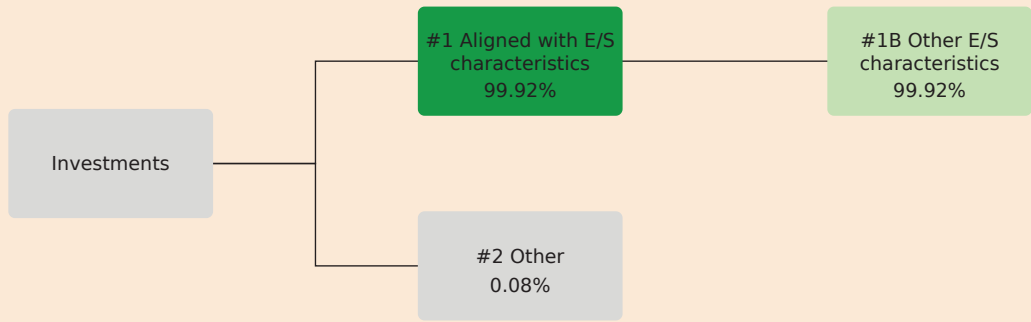 #1 Aligned with E/S
characteristics
99.92%
#1B Other E/S
characteristics
99.92%
Investments
#2 Other
0.08%